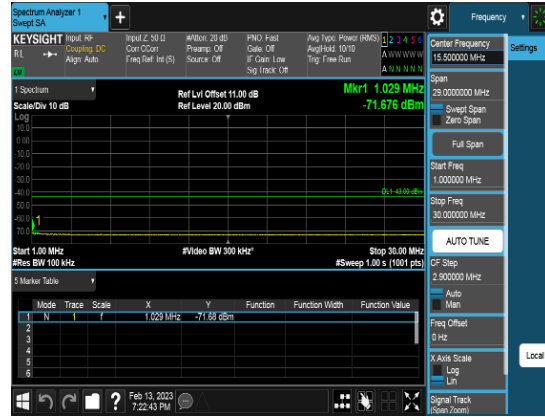 Spectrum Analyzer 1
Swept SA
+
Frequency
KEYSIGHT
RL
Input: RF
Coupling: DC
Align: Auto
Input Z: 50 Ω
Corr CCorr
Freq Ref: Int (S)
#Atten: 20 dB
Preamp: Off
Source: Off
PNO: Fast
Gate: Off
IF Gain: Low
Sig Track: Off
Avg Type: Power (RMS)
Avg|Hold: 10/10
Trig: Free Run
1 2 3 4 5 6
A W W W W W
A N N N N N
1 Spectrum
Scale/Div 10 dB
Log
Ref Lvl Offset 11.00 dB
Ref Level 20.00 dBm
Mkr1 1.029 MHz
-71.676 dBm
10.0
0.00
-10.0
-20.0
-30.0
-40.0
-50.0
-60.0
-70.0
DL1 -43.00 dBm
1
Start 1.00 MHz
#Res BW 100 kHz
#Video BW 300 kHz*
Stop 30.00 MHz
#Sweep 1.00 s (1001 pts)
5 Marker Table
Mode Trace Scale X Y Function Function Width Function Value
1 N 1 f 1.029 MHz -71.68 dBm
2
3
4
5
6
Feb 13, 2023
7:22:43 PM
Center Frequency
15.500000 MHz
Settings
Span
29.0000000 MHz
Swept Span
Zero Span
Full Span
Start Freq
1.000000 MHz
Stop Freq
30.000000 MHz
AUTO TUNE
CF Step
2.900000 MHz
Auto
Man
Freq Offset
0 Hz
X Axis Scale
Log
Lin
Local
Signal Track
(Span Zoom)